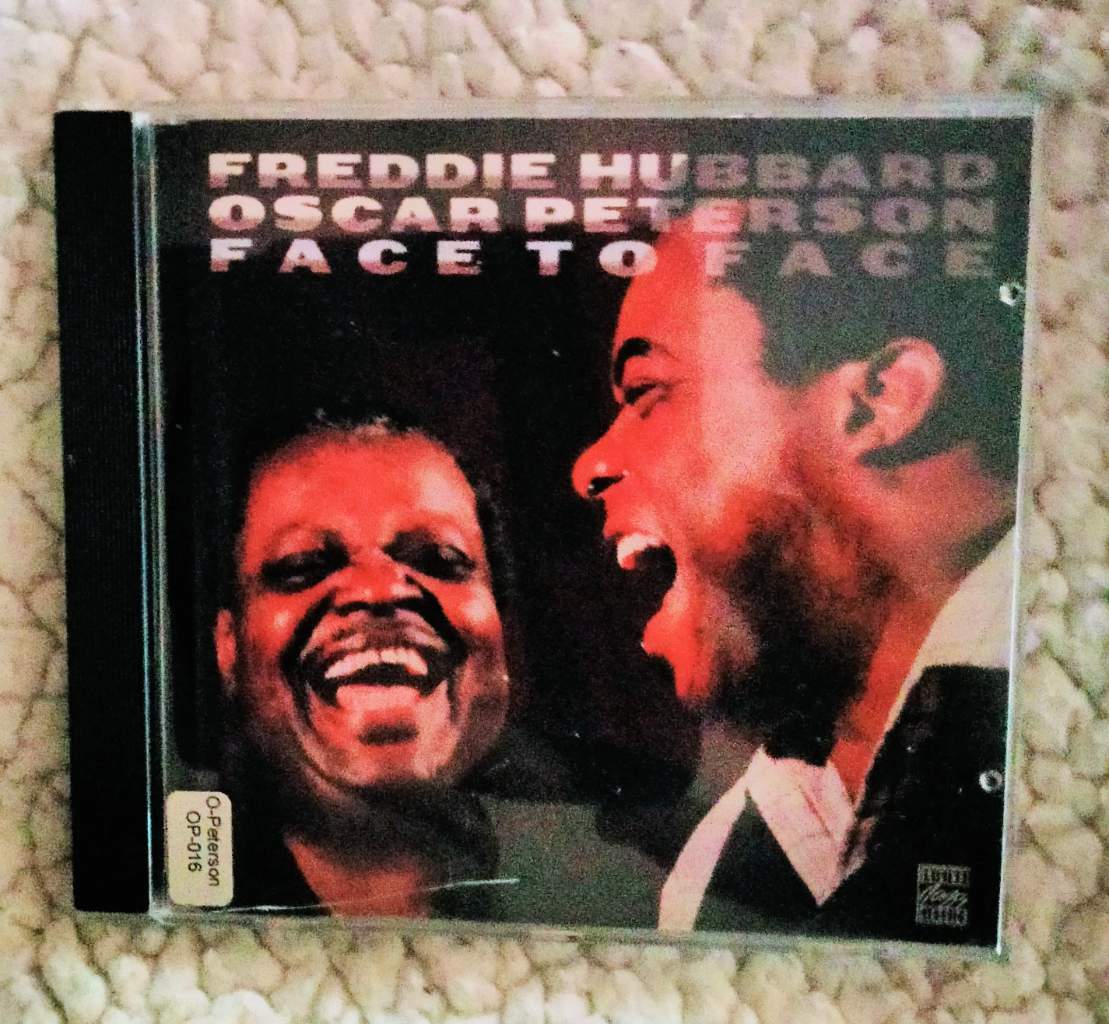 FREDDIE HUBBARD
OSCAR PETERSON
FACE TO FACE
O-Peterson
OP-016